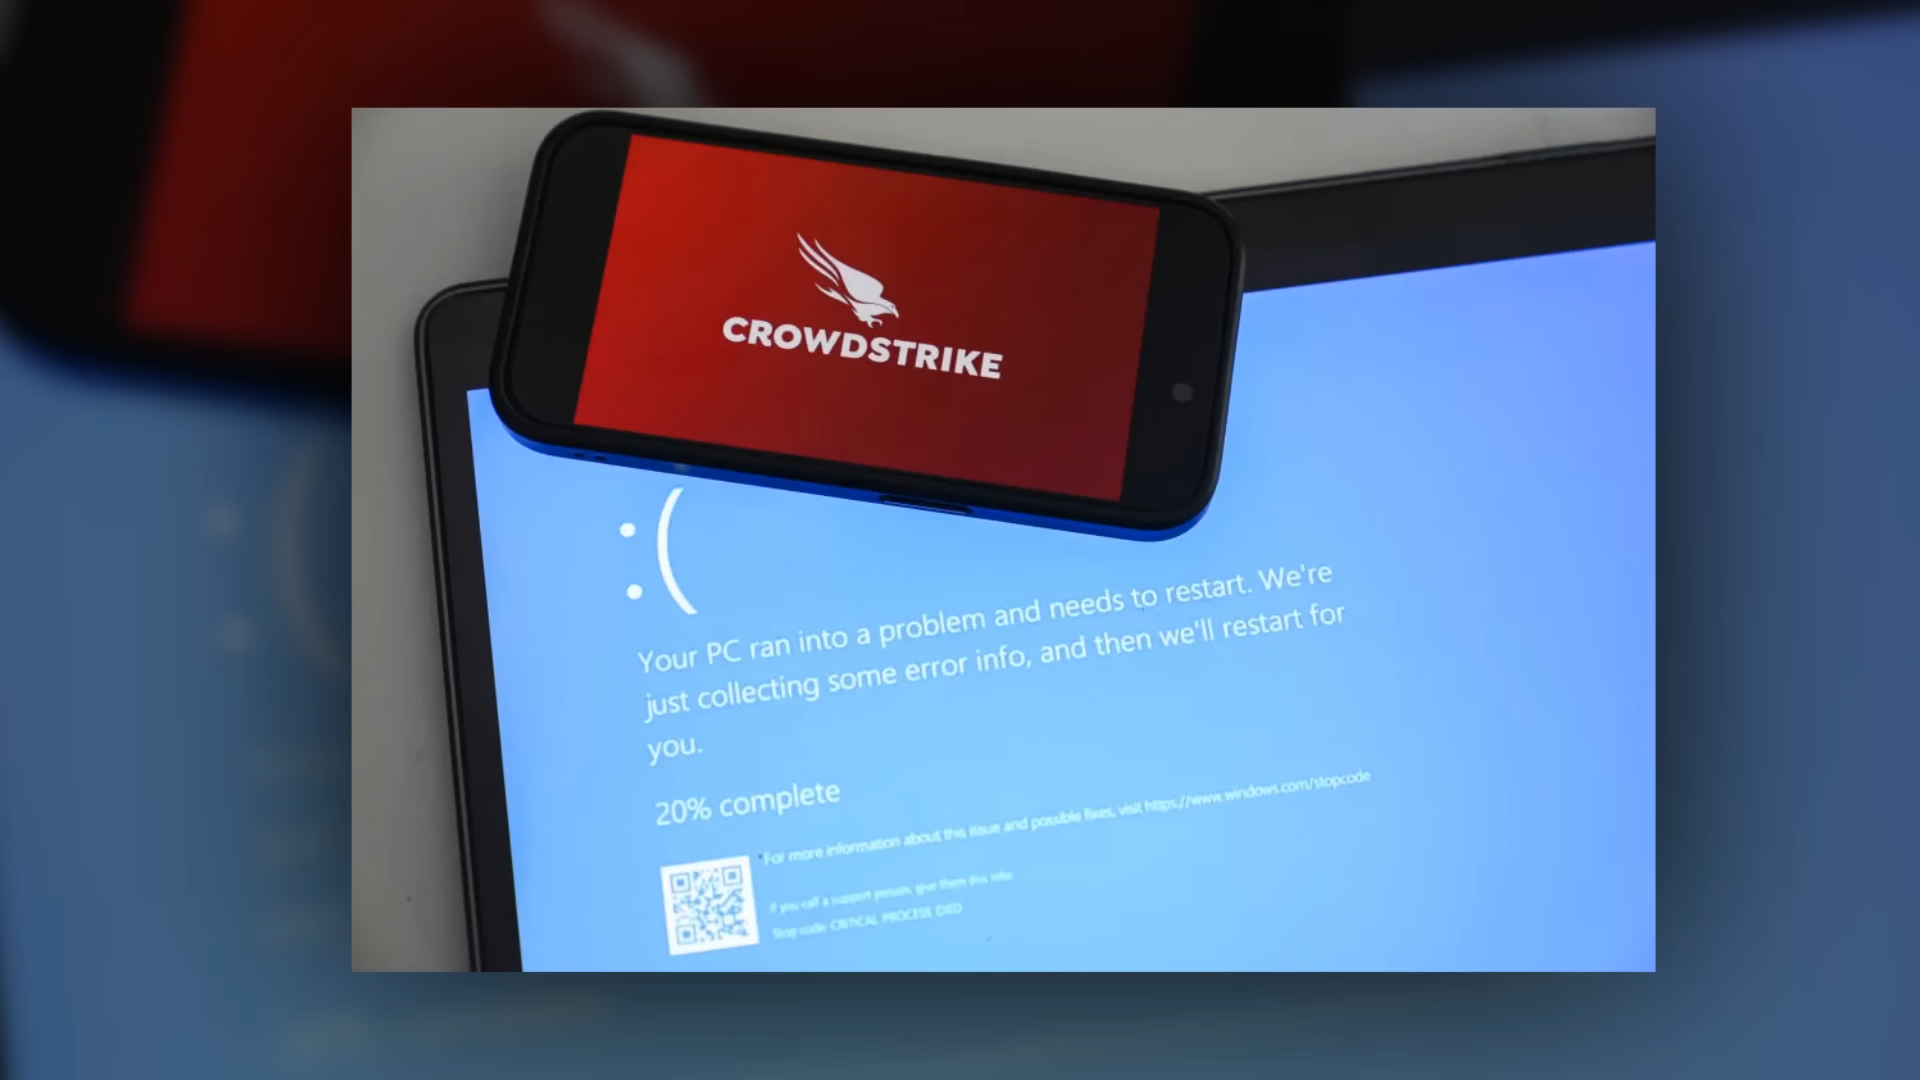 CROWDSTRIKE
:(
Your PC ran into a problem and needs to restart. We're
just collecting some error info, and then we'll restart for
you.
20% complete
*For more information about this issue and possible fixes, visit https://www.windows.com/stopcode
If you call a support person, give them this info:
Stop code: CRITICAL PROCESS DIED